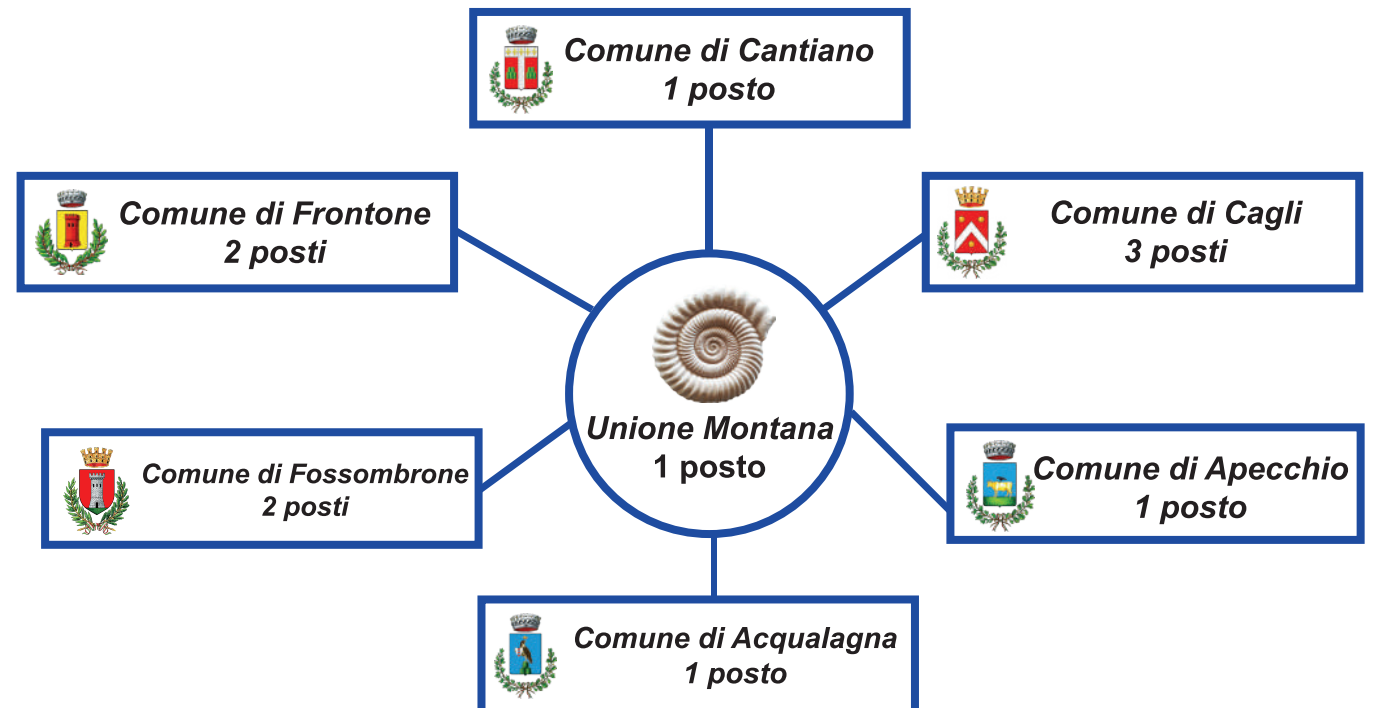 Comune di Cantiano
1 posto
Comune di Frontone
2 posti
Comune di Cagli
3 posti
Unione Montana
1 posto
Comune di Fossombrone
2 posti
Comune di Apecchio
1 posto
Comune di Acqualagna
1 posto